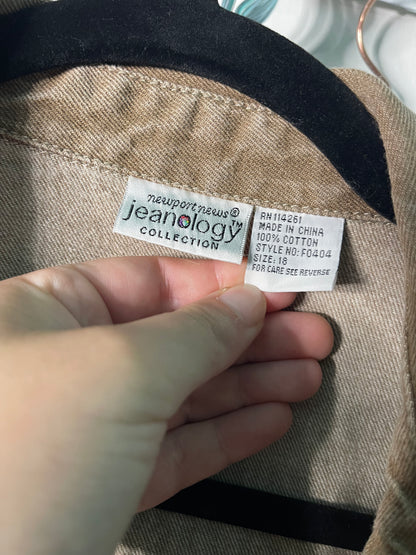 newport news®
jeanology™
COLLECTION
RN 114261
MADE IN CHINA
100% COTTON
STYLE NO: F0404
SIZE: 18
FOR CARE SEE REVERSE